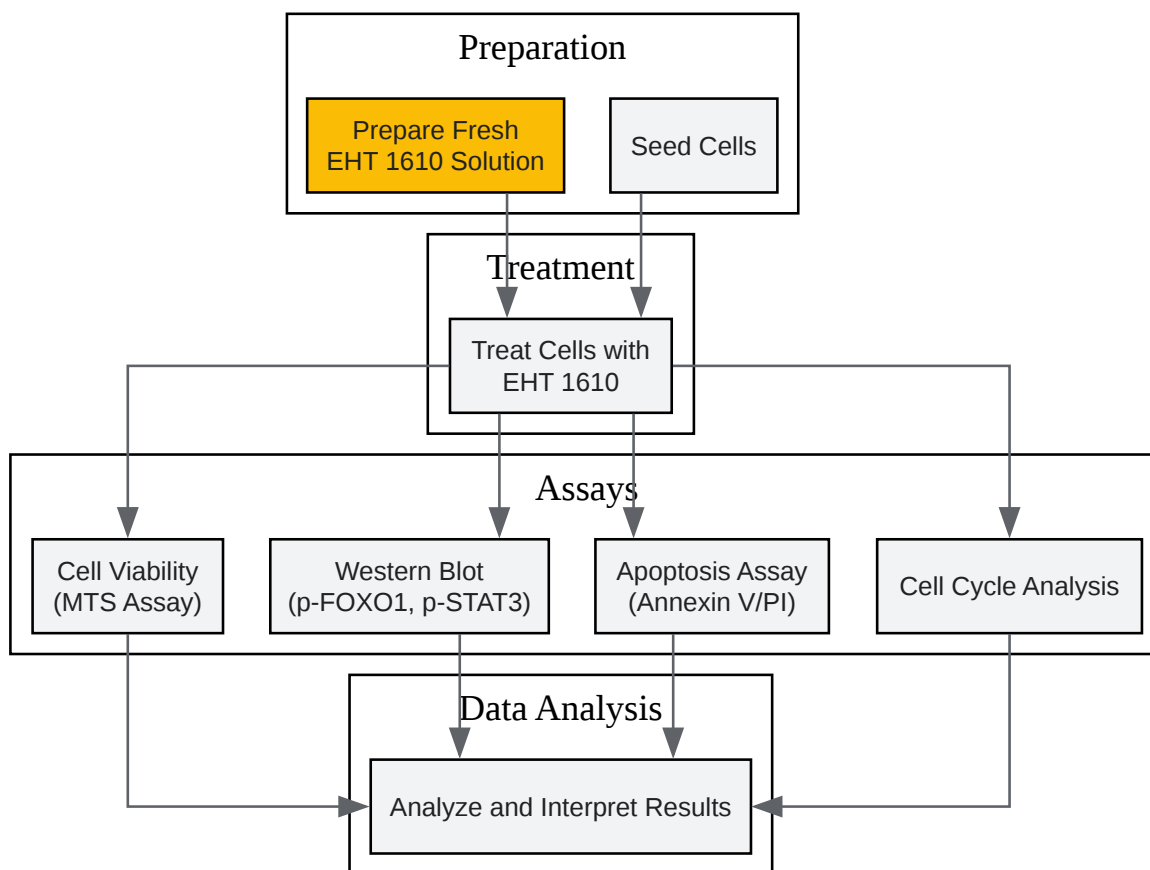 Preparation
Prepare Fresh
EHT 1610 Solution
Seed Cells
Treatment
Treat Cells with
EHT 1610
Assays
Cell Viability
(MTS Assay)
Western Blot
(p-FOXO1, p-STAT3)
Apoptosis Assay
(Annexin V/PI)
Cell Cycle Analysis
Data Analysis
Analyze and Interpret Results